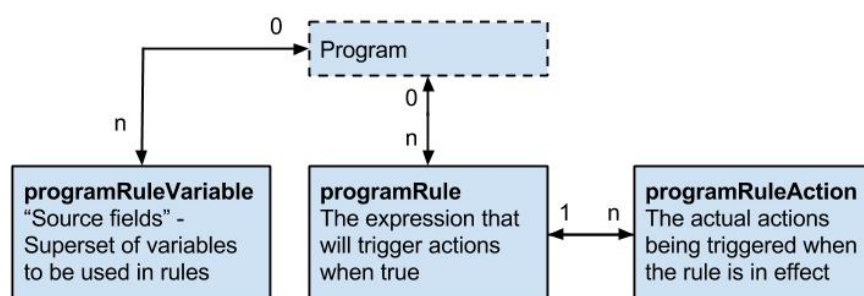 0
Program
0
n
n
programRuleVariable
“Source fields” -
Superset of variables
to be used in rules
programRule
The expression that
will trigger actions
when true
1 n
programRuleAction
The actual actions
being triggered when
the rule is in effect